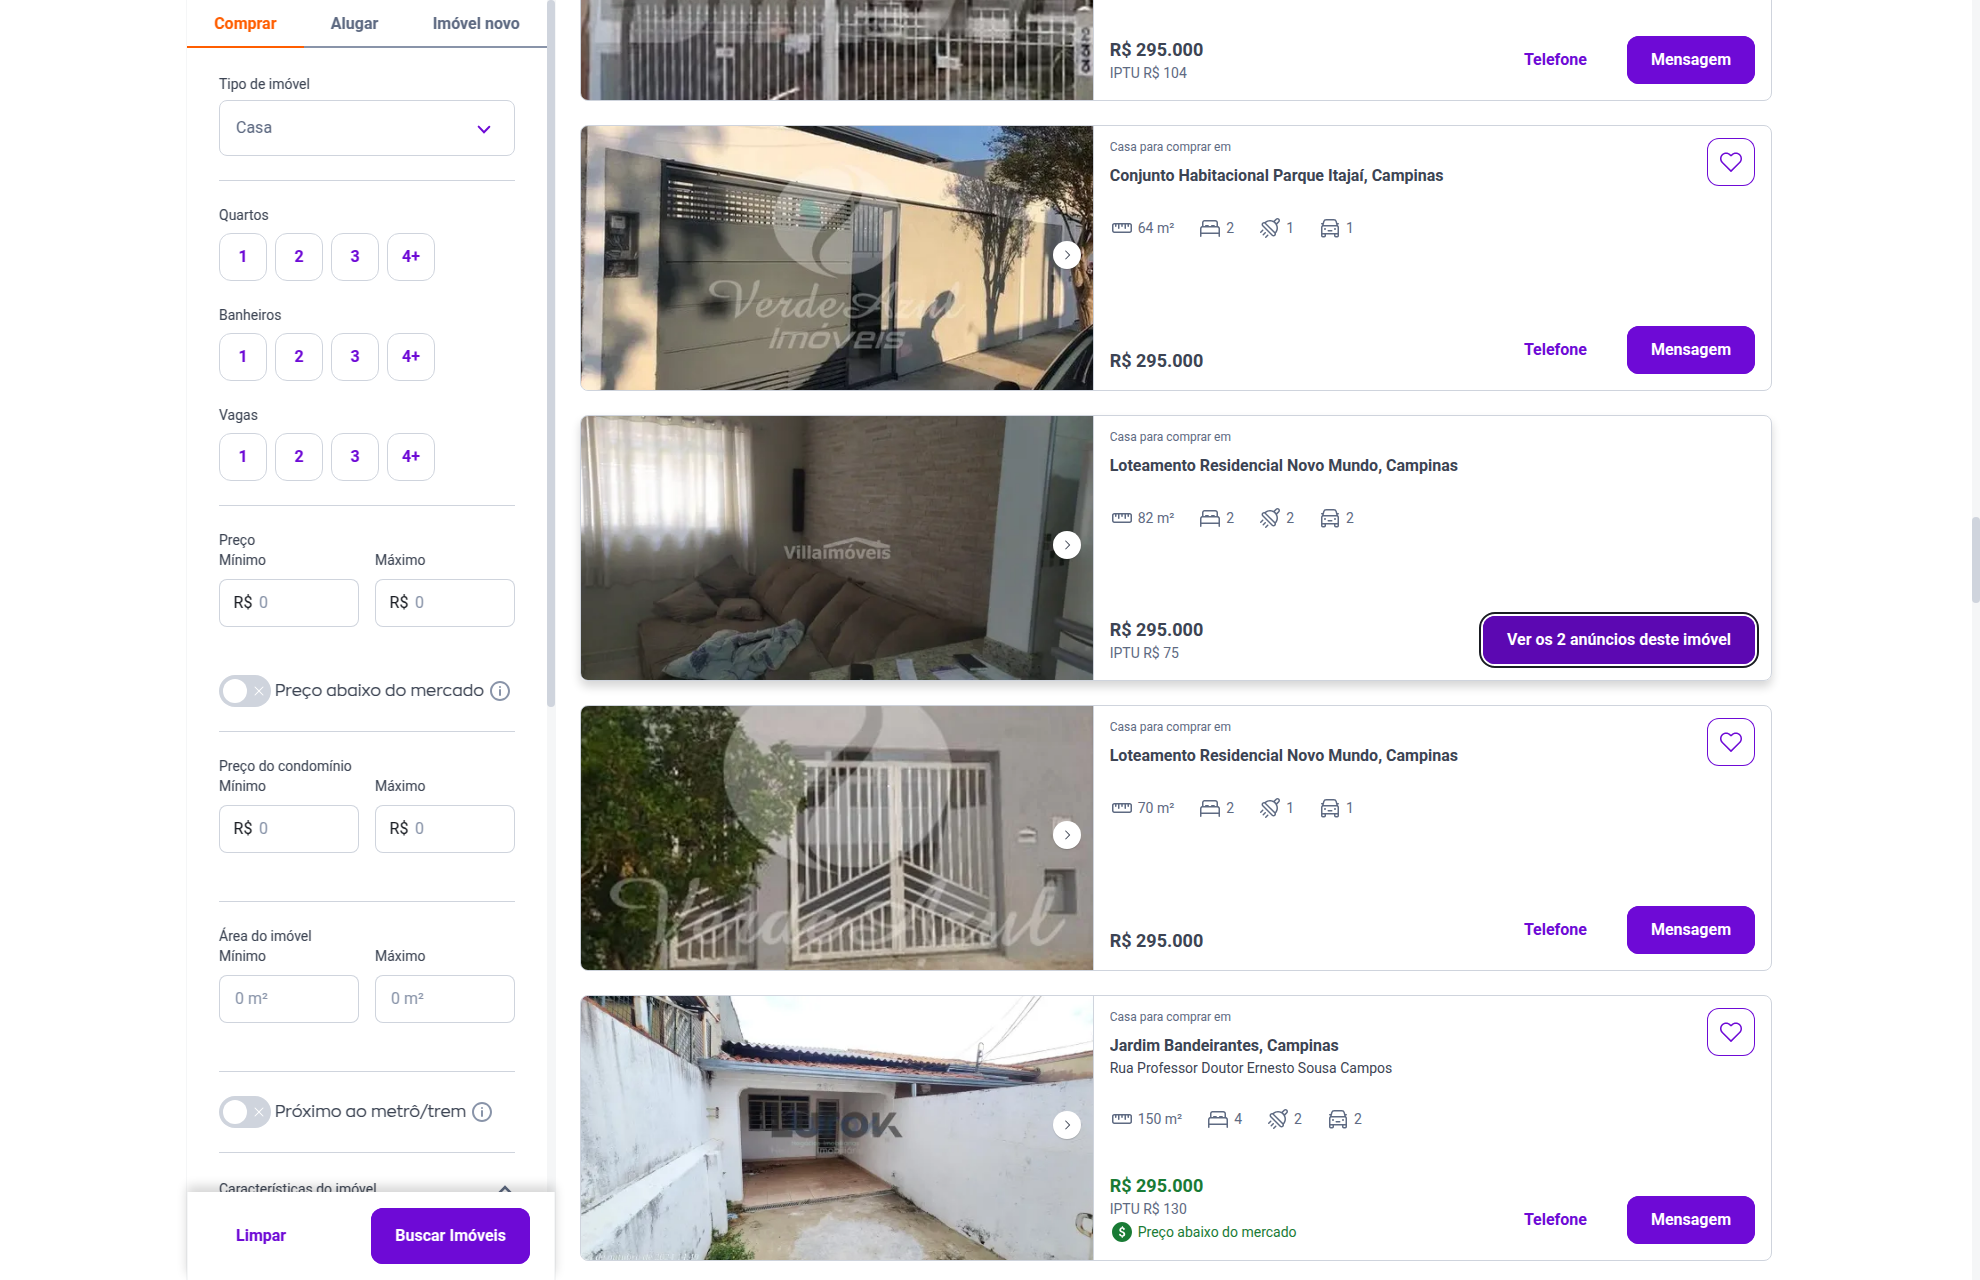 Comprar
Alugar
Imóvel novo
Tipo de imóvel
Casa
Quartos
1
2
3
4+
Banheiros
1
2
3
4+
Vagas
1
2
3
4+
Preço
Mínimo
Máximo
R$ 0
R$ 0
Preço abaixo do mercado
Preço do condomínio
Mínimo
Máximo
R$ 0
R$ 0
Área do imóvel
Mínimo
Máximo
0 m²
0 m²
Próximo ao metrô/trem
Características do imóvel
Limpar
Buscar Imóveis
R$ 295.000
IPTU R$ 104
Telefone
Mensagem
Verde Azul
Imóveis
Casa para comprar em
Conjunto Habitacional Parque Itajaí, Campinas
64 m²
2
1
1
R$ 295.000
Telefone
Mensagem
Villaimóveis
Casa para comprar em
Loteamento Residencial Novo Mundo, Campinas
82 m²
2
2
2
R$ 295.000
IPTU R$ 75
Ver os 2 anúncios deste imóvel
Verde Azul
Casa para comprar em
Loteamento Residencial Novo Mundo, Campinas
70 m²
2
1
1
R$ 295.000
Telefone
Mensagem
Casa para comprar em
Jardim Bandeirantes, Campinas
Rua Professor Doutor Ernesto Sousa Campos
150 m²
4
2
2
R$ 295.000
IPTU R$ 130
$ Preço abaixo do mercado
Telefone
Mensagem